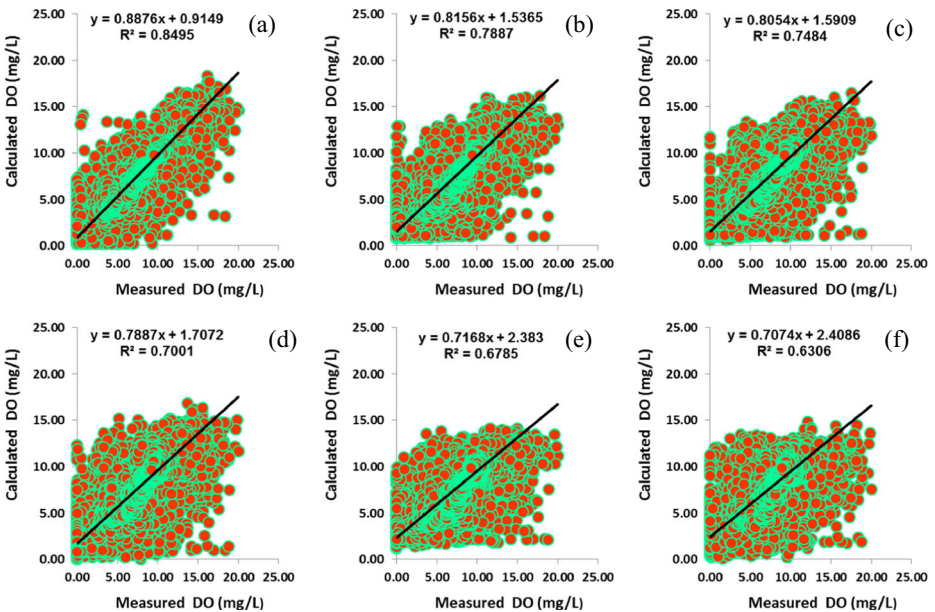 y = 0.8876x + 0.9149
R² = 0.8495
(a)
25.00
20.00
15.00
10.00
5.00
0.00
Calculated DO (mg/L)
0.00 5.00 10.00 15.00 20.00 25.00
Measured DO (mg/L)
y = 0.8156x + 1.5365
R² = 0.7887
(b)
25.00
20.00
15.00
10.00
5.00
0.00
Calculated DO (mg/L)
0.00 5.00 10.00 15.00 20.00 25.00
Measured DO (mg/L)
y = 0.8054x + 1.5909
R² = 0.7484
(c)
25.00
20.00
15.00
10.00
5.00
0.00
Calculated DO (mg/L)
0.00 5.00 10.00 15.00 20.00 25.00
Measured DO (mg/L)
y = 0.7887x + 1.7072
R² = 0.7001
(d)
25.00
20.00
15.00
10.00
5.00
0.00
Calculated DO (mg/L)
0.00 5.00 10.00 15.00 20.00 25.00
Measured DO (mg/L)
y = 0.7168x + 2.383
R² = 0.6785
(e)
25.00
20.00
15.00
10.00
5.00
0.00
Calculated DO (mg/L)
0.00 5.00 10.00 15.00 20.00 25.00
Measured DO (mg/L)
y = 0.7074x + 2.4086
R² = 0.6306
(f)
25.00
20.00
15.00
10.00
5.00
0.00
Calculated DO (mg/L)
0.00 5.00 10.00 15.00 20.00 25.00
Measured DO (mg/L)